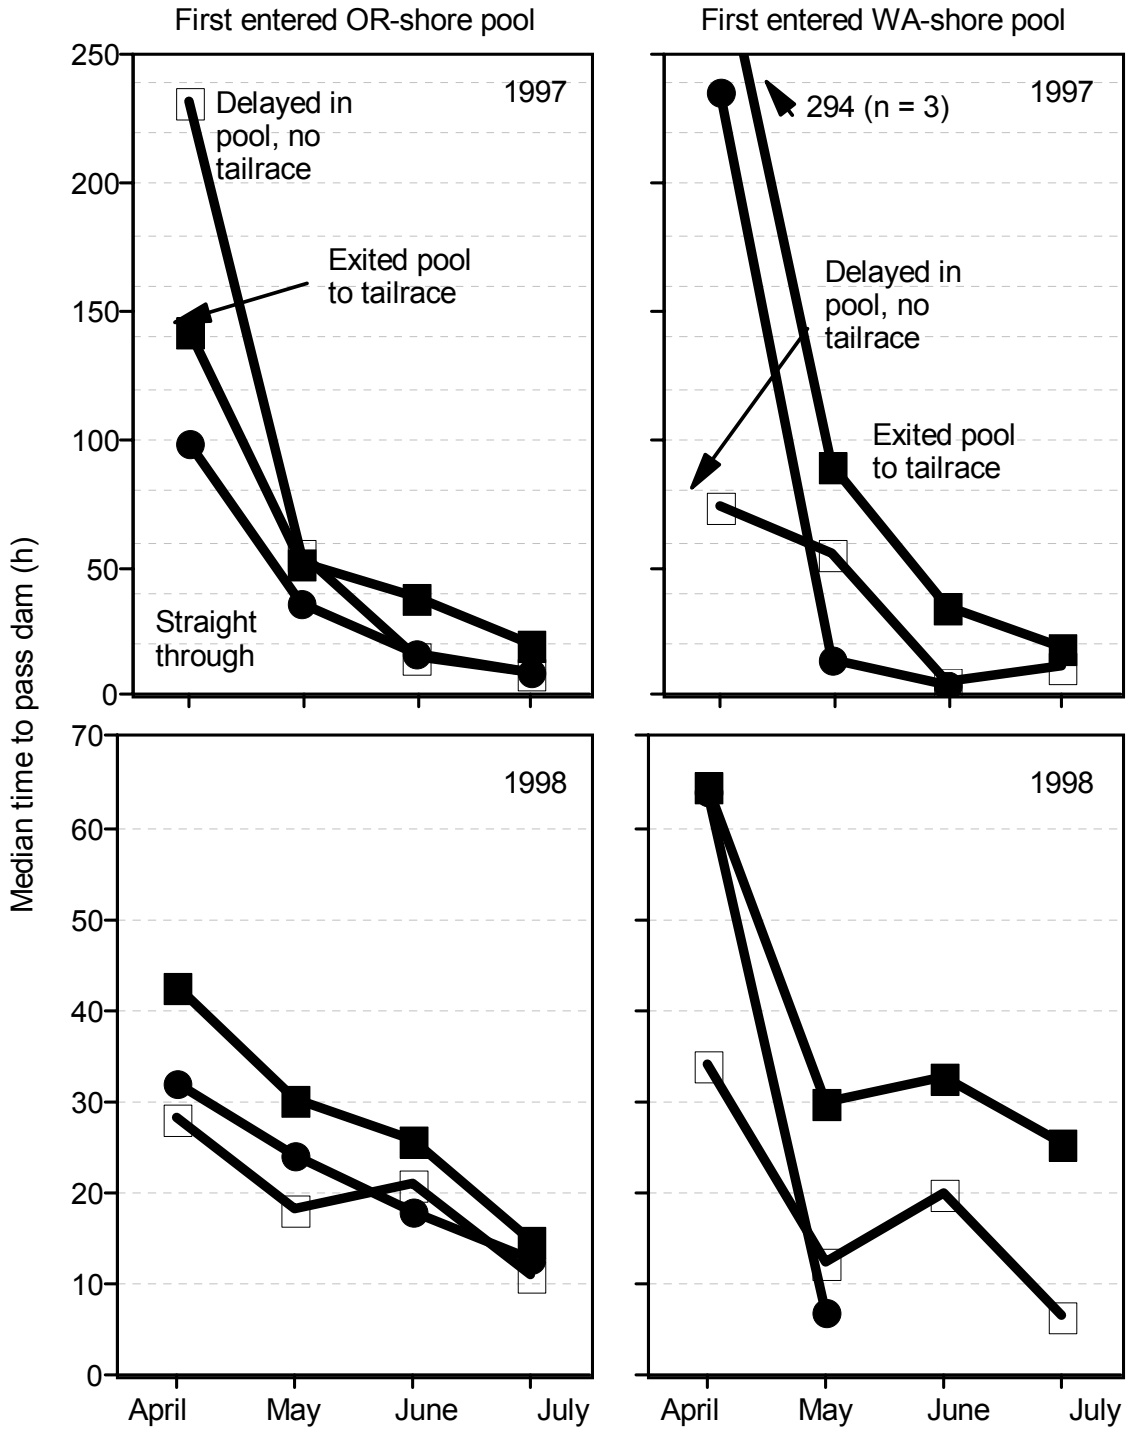 First entered OR-shore pool
First entered WA-shore pool
Median time to pass dam (h)
250
200
150
100
50
0
1997
Delayed in
pool, no
tailrace
Exited pool
to tailrace
Straight
through
1997
294 (n = 3)
Delayed in
pool, no
tailrace
Exited pool
to tailrace
70
60
50
40
30
20
10
0
1998
1998
April May June July
April May June July